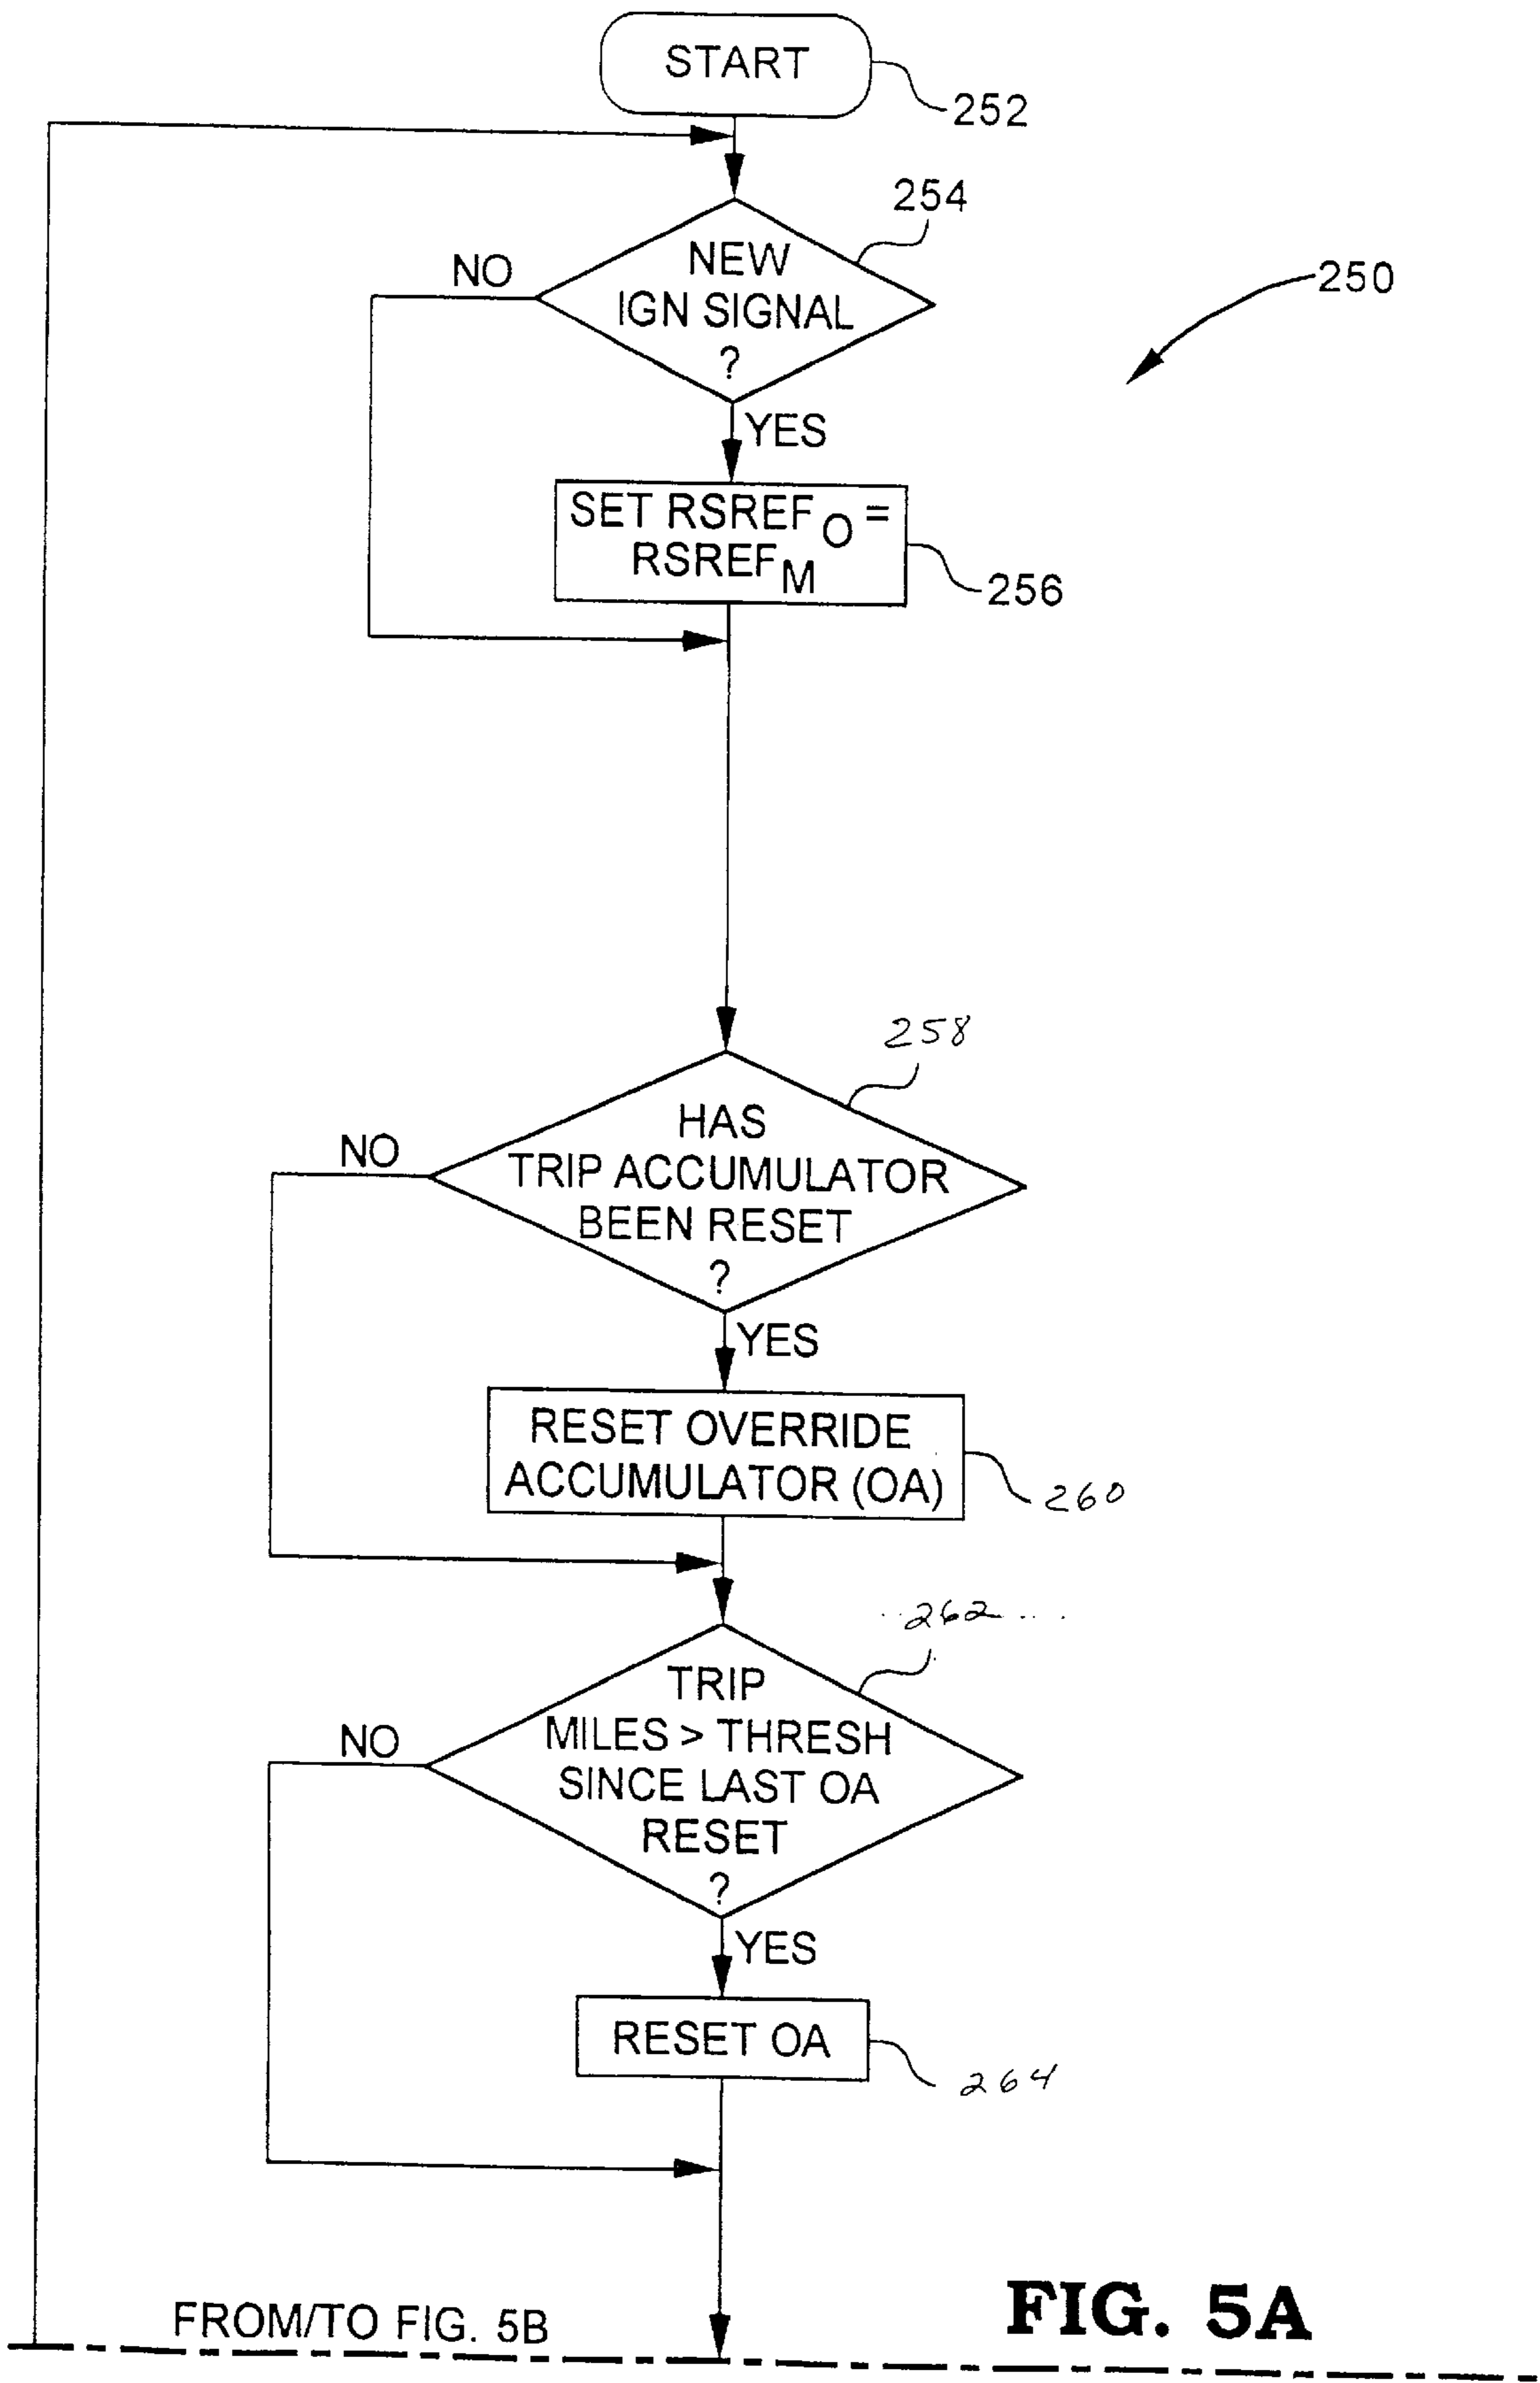 START
252
254
NO
NEW
IGN SIGNAL
?
250
YES
SET RSREF O =
RSREF M
256
258
NO
HAS
TRIP ACCUMULATOR
BEEN RESET
?
YES
RESET OVERRIDE
ACCUMULATOR (OA)
260
262
NO
TRIP
MILES > THRESH
SINCE LAST OA
RESET
?
YES
RESET OA
264
FROM/TO FIG. 5B
FIG. 5A